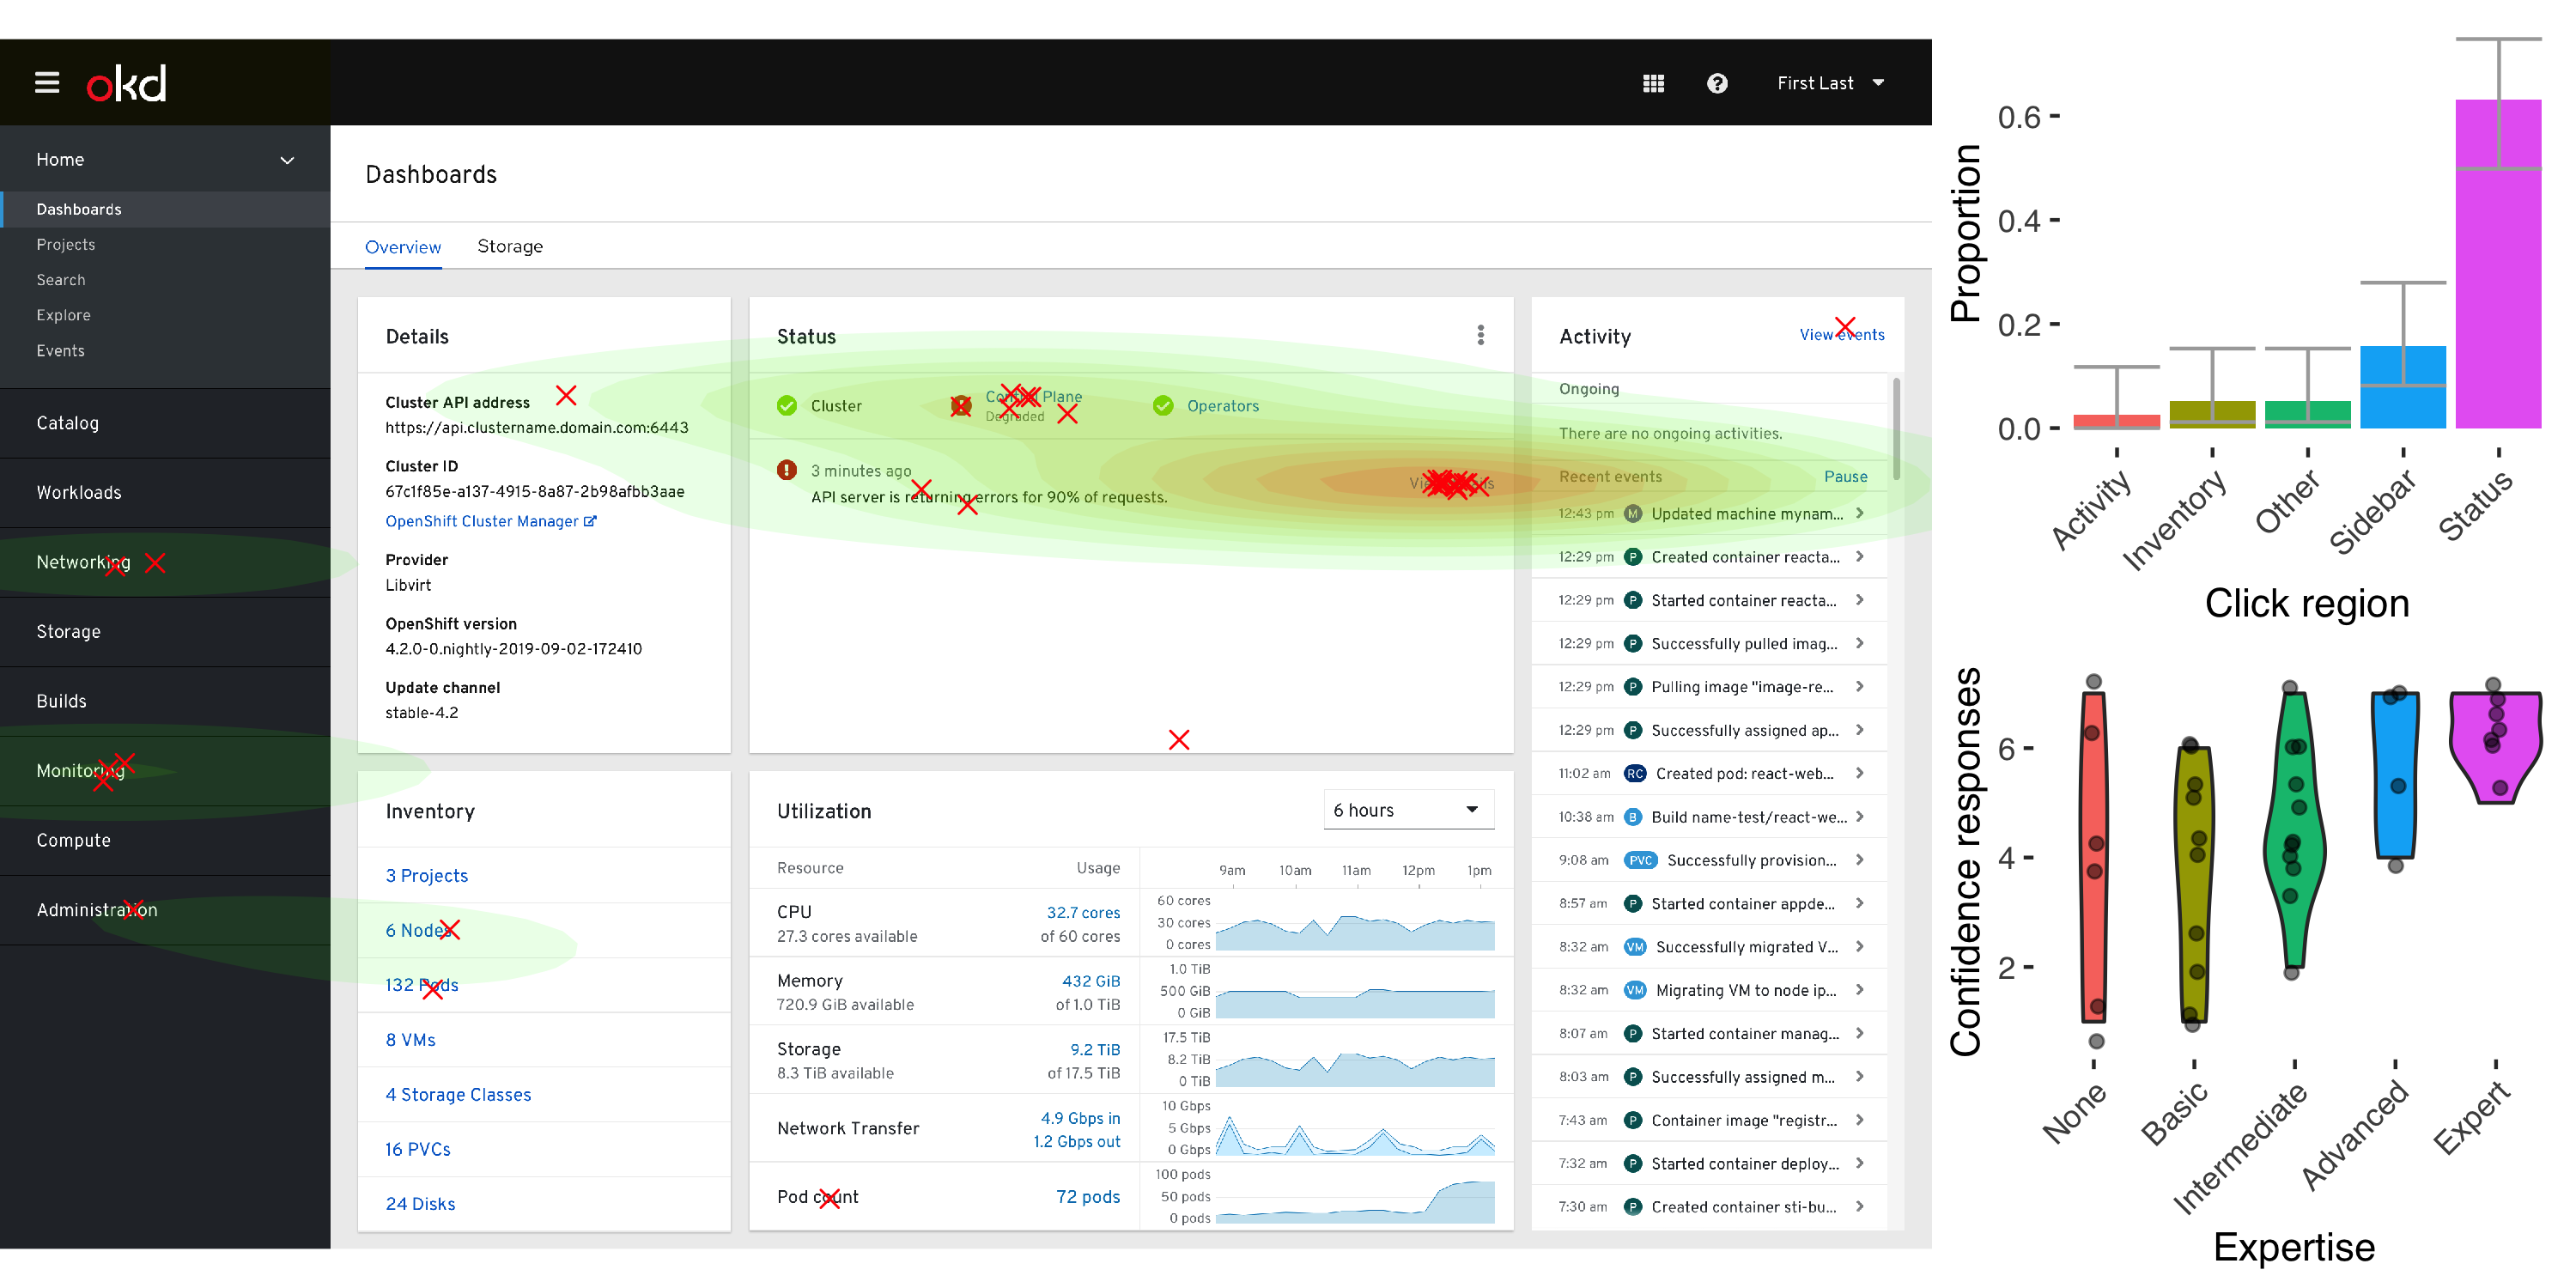 okd
First Last
Home
Dashboards
Projects
Search
Explore
Events
Catalog
Workloads
Networking
Storage
Builds
Monitoring
Compute
Administration
Dashboards
Overview
Storage
Details
Cluster API address
https://api.clustername.domain.com:6443
Cluster ID
67c1f85e-a137-4915-8a87-2b98afbb3aae
OpenShift Cluster Manager
Provider
Libvirt
OpenShift version
4.2.0-0.nightly-2019-09-02-172410
Update channel
stable-4.2
Inventory
3 Projects
6 Nodes
132 Pods
8 VMs
4 Storage Classes
16 PVCs
24 Disks
Status
Cluster
Control Plane
Degraded
Operators
3 minutes ago
API server is returning errors for 90% of requests.
Utilization
6 hours
Resource Usage
9am 10am 11am 12pm 1pm
CPU
27.3 cores available
32.7 cores
of 60 cores
60 cores
30 cores
0 cores
Memory
720.9 GiB available
432 GiB
of 1.0 TiB
1.0 TiB
500 GiB
0 GiB
Storage
8.3 TiB available
9.2 TiB
of 17.5 TiB
17.5 TiB
8.2 TiB
0 TiB
Network Transfer
4.9 Gbps in
1.2 Gbps out
10 Gbps
5 Gbps
0 Gbps
Pod count
72 pods
100 pods
50 pods
0 pods
Activity
View events
Ongoing
There are no ongoing activities.
Recent events
Pause
12:43 pm M Updated machine mynam...
12:29 pm P Created container reacta...
12:29 pm P Started container reacta...
12:29 pm P Successfully pulled imag...
12:29 pm P Pulling image "image-re...
12:29 pm P Successfully assigned ap...
11:02 am RC Created pod: react-web...
10:38 am B Build name-test/react-we...
9:08 am PVC Successfully provision...
8:57 am P Started container appde...
8:32 am VM Successfully migrated V...
8:32 am VM Migrating VM to node ip...
8:07 am P Started container manag...
8:03 am P Successfully assigned m...
7:43 am P Container image "registr...
7:32 am P Started container deploy...
7:30 am P Created container sti-bu...
Proportion
0.6
0.4
0.2
0.0
Activity
Inventory
Other
Sidebar
Status
Click region
Confidence responses
6
4
2
None
Basic
Intermediate
Advanced
Expert
Expertise